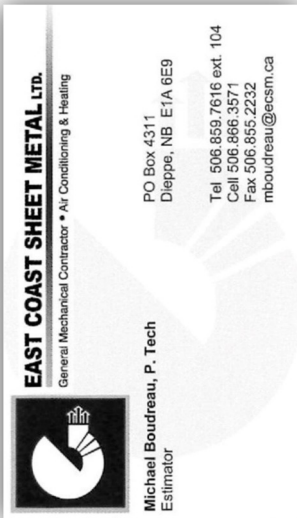 EAST COAST SHEET METAL LTD.
General Mechanical Contractor • Air Conditioning & Heating
Michael Boudreau, P. Tech
Estimator
PO Box 4311
Dieppe, NB E1A 6E9
Tel 506.859.7616 ext. 104
Cell 506.866.3571
Fax 506.855.2232
mboudreau@ecsm.ca